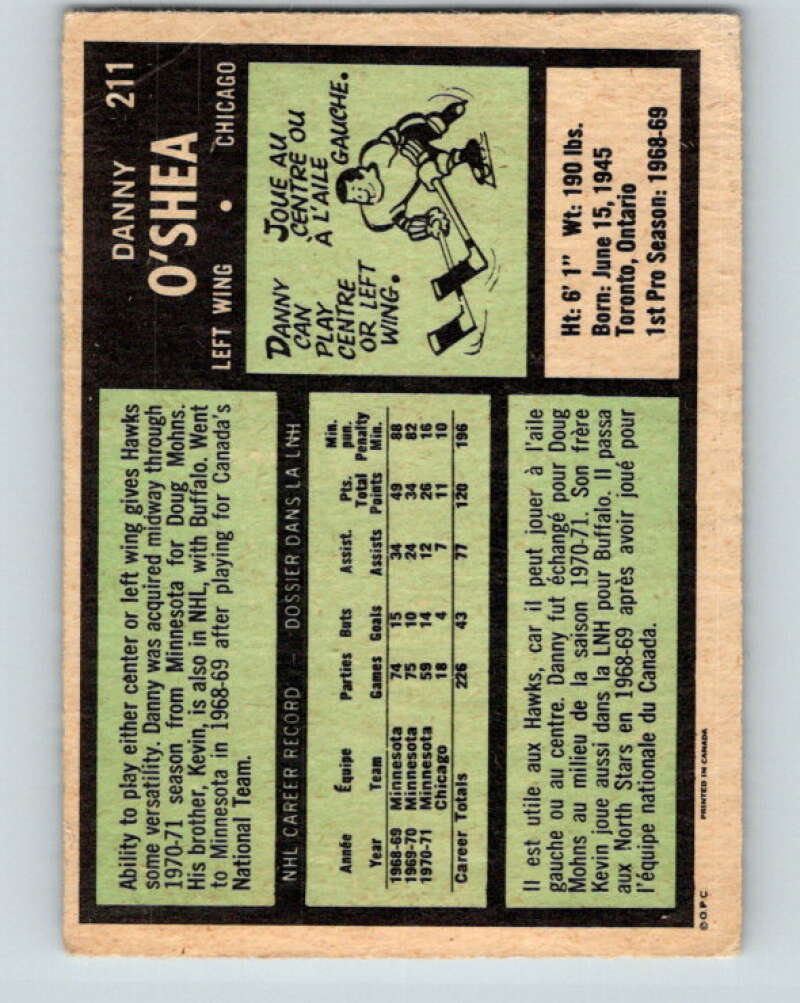 DANNY 211
O'SHEA
LEFT WING • CHICAGO
Ability to play either center or left wing gives Hawks
some versatility. Danny was acquired midway through
1970-71 season from Minnesota for Doug Mohns.
His brother, Kevin, is also in NHL, with Buffalo. Went
to Minnesota in 1968-69 after playing for Canada's
National Team.
DANNY
CAN
PLAY
CENTRE
OR LEFT
WING.
JOUE AU
CENTRE OU
À L'AILE
GAUCHE.
NHL CAREER RECORD — DOSSIER DANS LA LNH
Année Équipe Parties Buts Assist. Pts. Total Min. pun.
Year Team Games Goals Assists Points Penalty Min.
1968-69 Minnesota 74 15 34 49 88
1969-70 Minnesota 75 10 24 34 82
1970-71 Minnesota 59 14 12 26 16
Chicago 18 4 7 11 10
Career Totals 226 43 77 120 196
Ht: 6' 1" Wt: 190 lbs.
Born: June 15, 1945
Toronto, Ontario
1st Pro Season: 1968-69
Il est utile aux Hawks, car il peut jouer à l'aile
gauche ou au centre. Danny fut échangé pour Doug
Mohns au milieu de la saison 1970-71. Son frère
Kevin joue aussi dans la LNH pour Buffalo. Il passa
aux North Stars en 1968-69 après avoir joué pour
l'équipe nationale du Canada.
©O.P.C. PRINTED IN CANADA